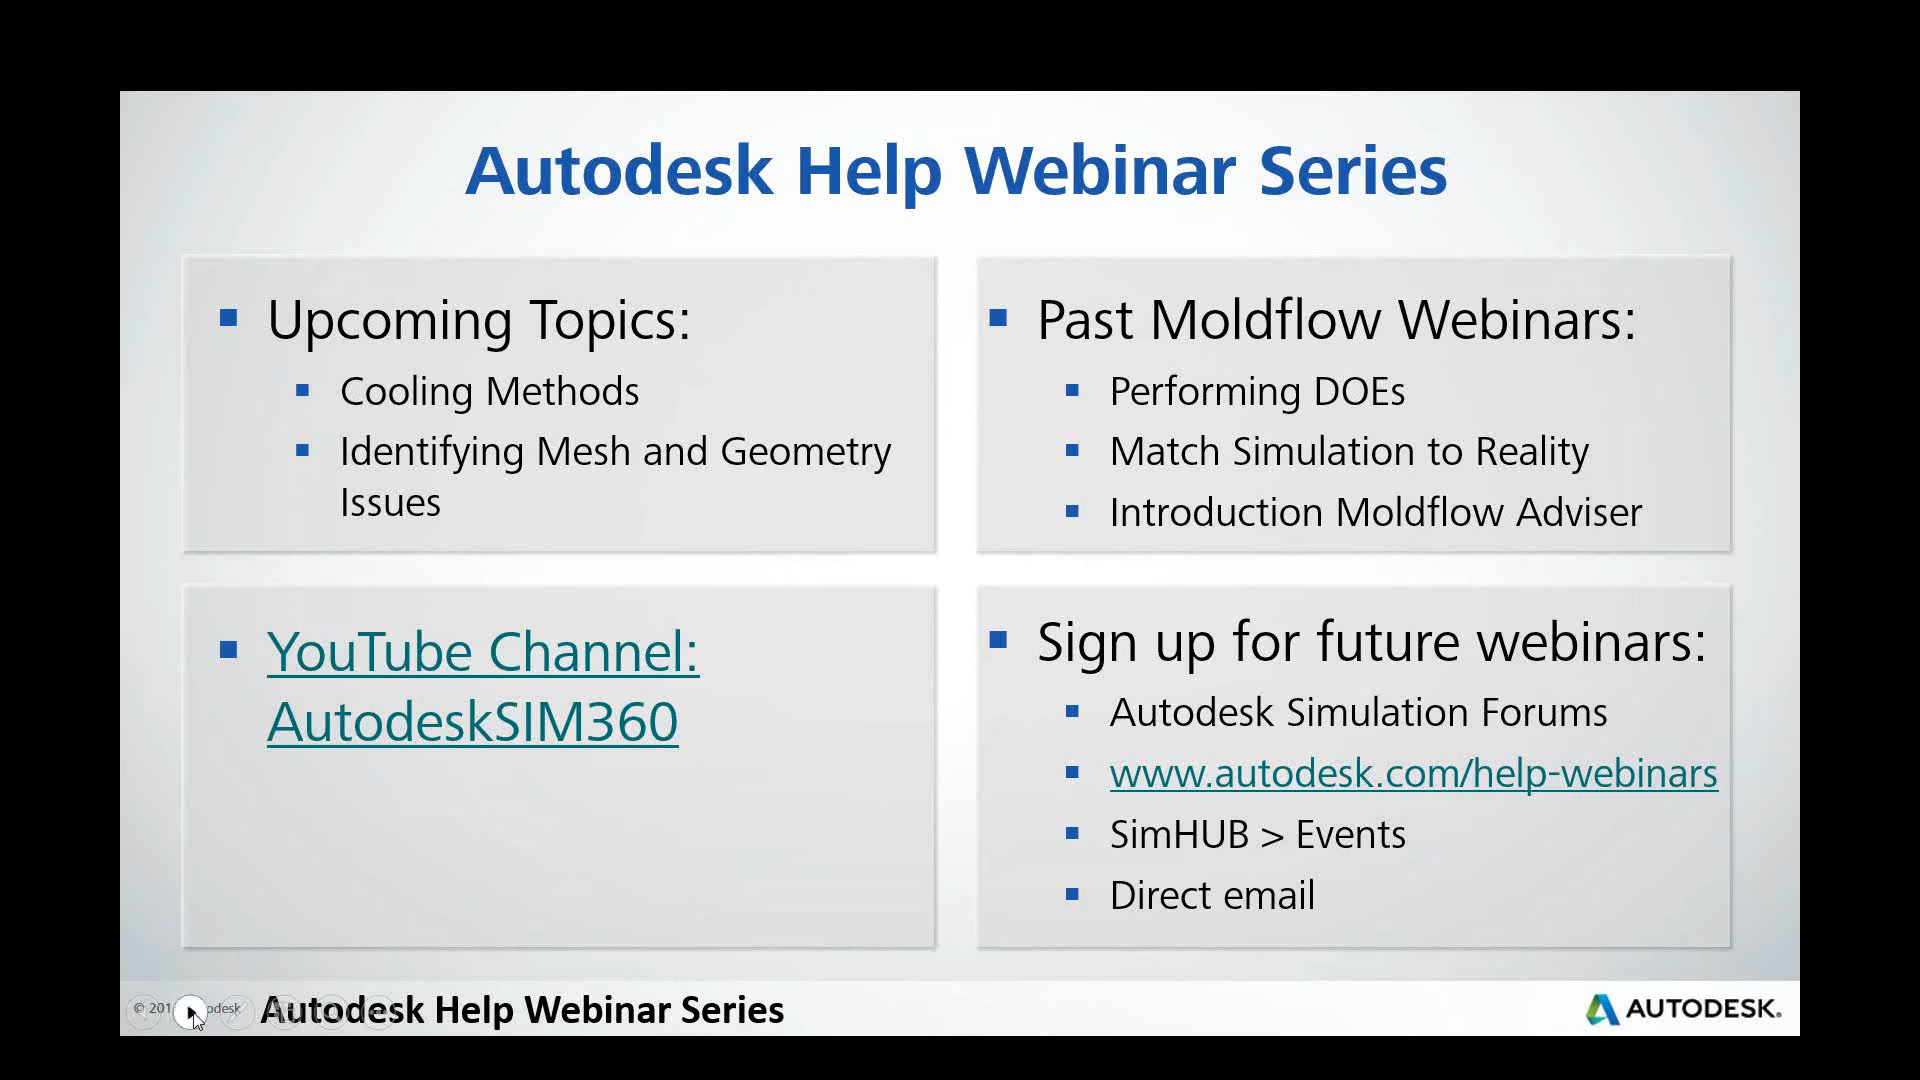 Autodesk Help Webinar Series
Upcoming Topics:
Cooling Methods
Identifying Mesh and Geometry
Issues
Past Moldflow Webinars:
Performing DOEs
Match Simulation to Reality
Introduction Moldflow Adviser
YouTube Channel:
AutodeskSIM360
Sign up for future webinars:
Autodesk Simulation Forums
www.autodesk.com/help-webinars
SimHUB > Events
Direct email
Autodesk Help Webinar Series
AUTODESK.